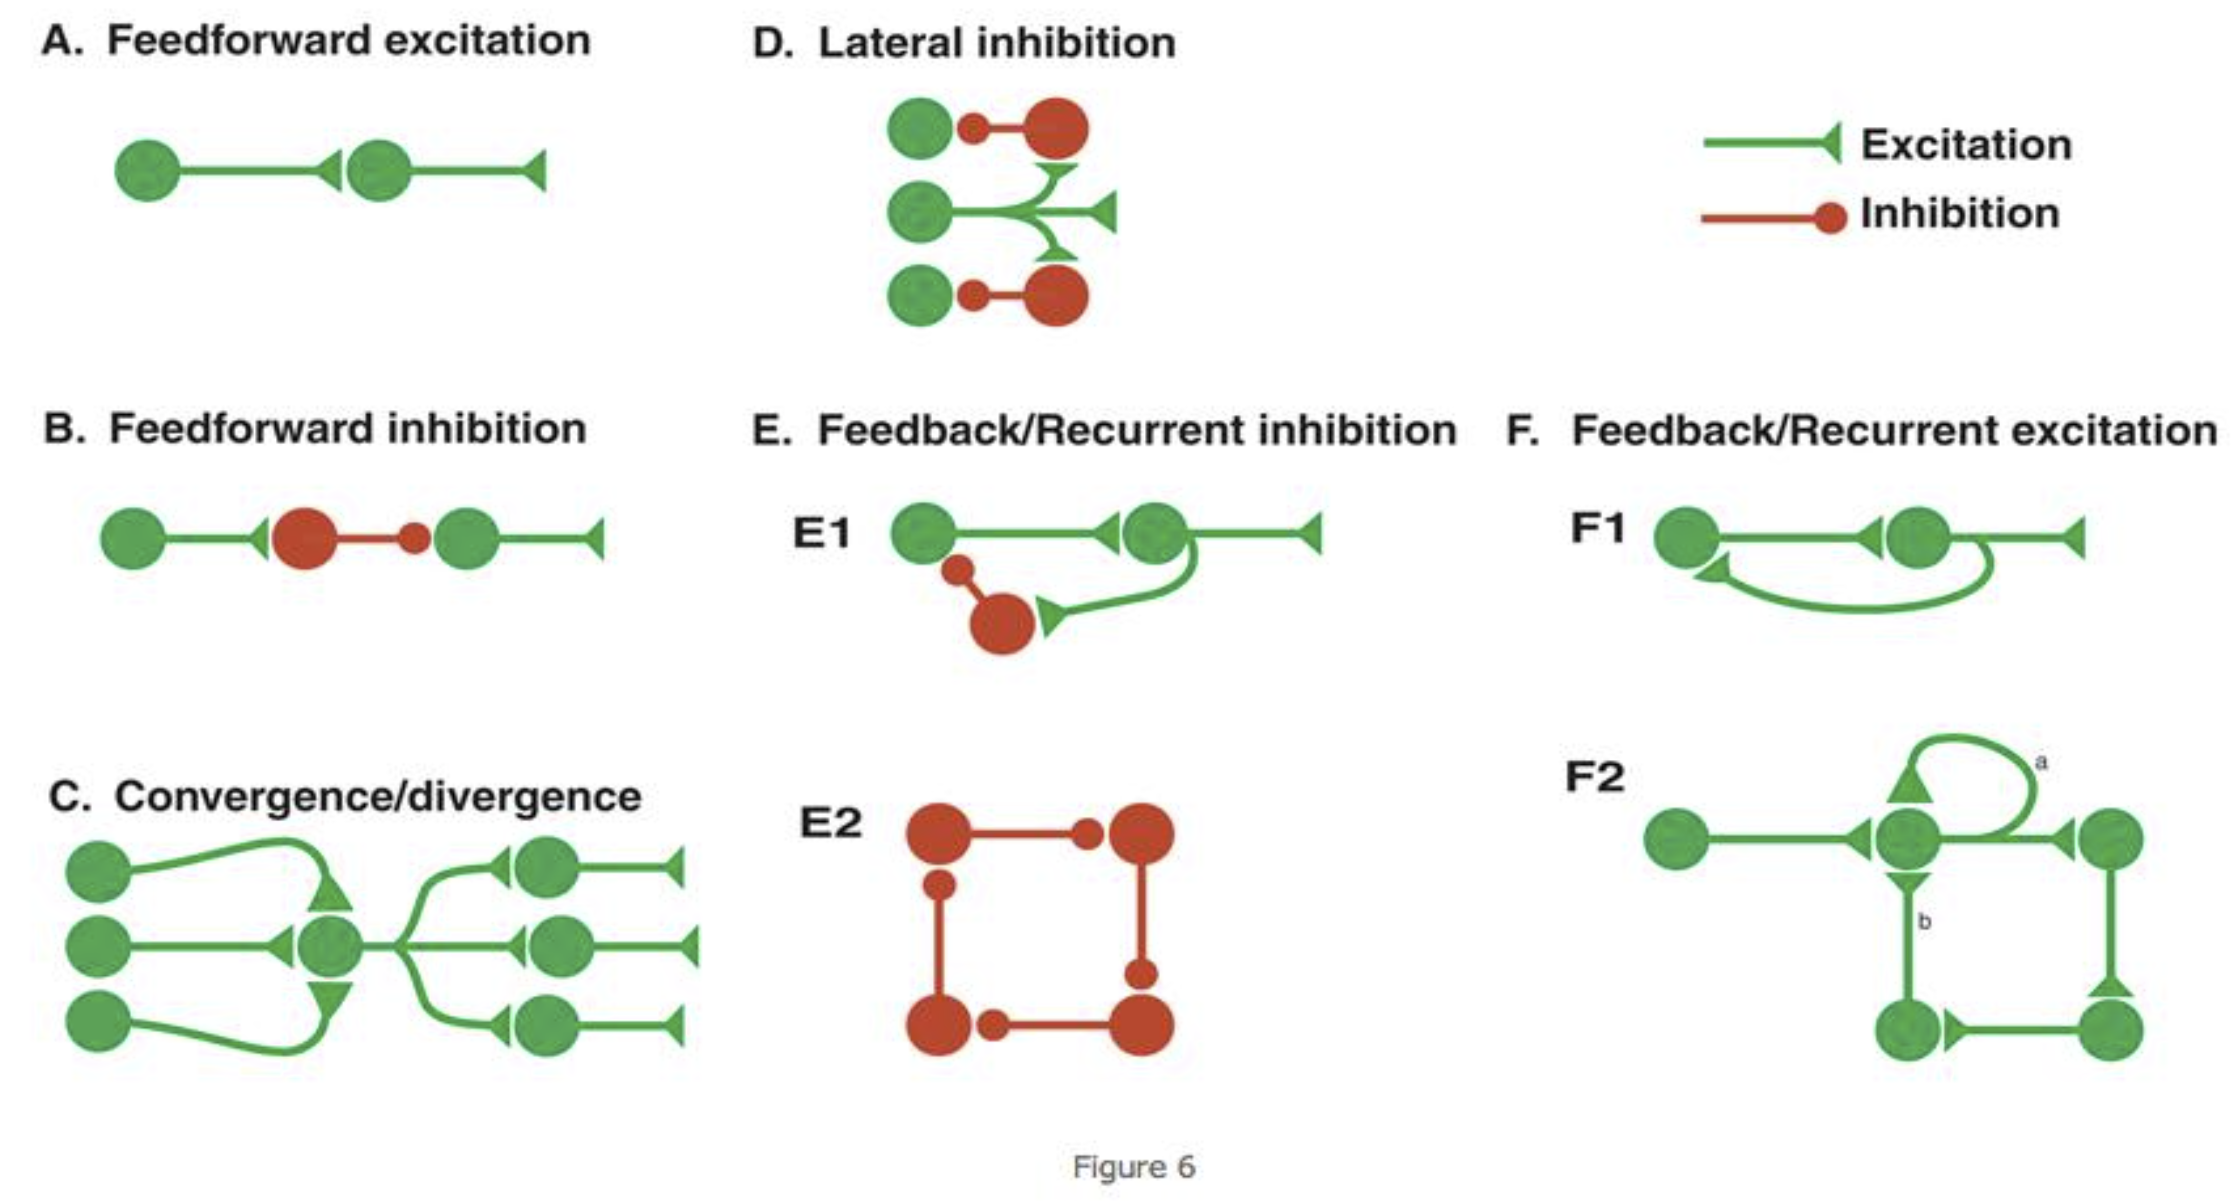 A. Feedforward excitation
D. Lateral inhibition
Excitation
Inhibition
B. Feedforward inhibition
E. Feedback/Recurrent inhibition
F. Feedback/Recurrent excitation
E1
F1
C. Convergence/divergence
E2
F2
a
b
Figure 6